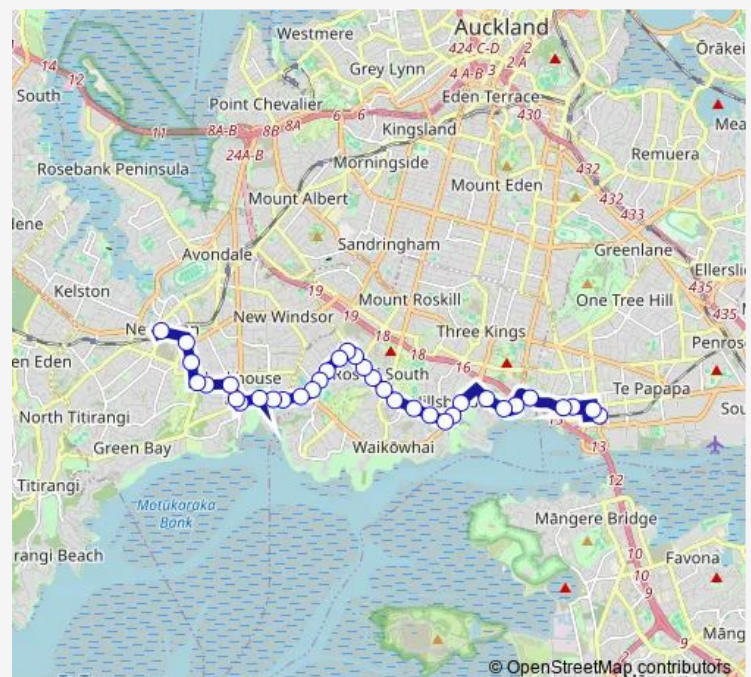 Auckland
Westmere
424 C-D
2
2 A
Ōrākei
14
12
Grey Lynn
4 A-B
3
South
Point Chevalier
Eden Terrace
11
8A-B
8B
8A
6
6
Kingsland
430
Mea
24A-B
Rosebank Peninsula
Morningside
432
Remuera
Mount Albert
Mount Eden
432
433
lene
Avondale
Sandringham
Greenlane
Ellersli
Kelston
19
Mount Roskill
One Tree Hill
435
435
New Windsor
19
18
Three Kings
Penros
en Eden
18
16
South
Te Papapa
North Titirangi
Sou
Green Bay
Waikōwhai
13
Titirangi
12
Motūkaraka
Bank
Māngere Bridge
rangi Beach
10
Favona
10
9
9
Māng
© OpenStreetMap contributors